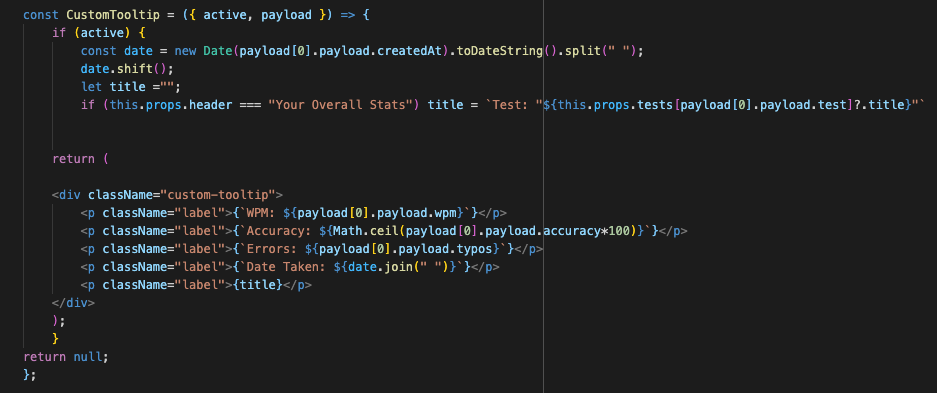 const CustomTooltip = ({ active, payload }) => {
    if (active) {
        const date = new Date(payload[0].payload.createdAt).toDateString().split(" ");
        date.shift();
        let title ="";
        if (this.props.header === "Your Overall Stats") title = `Test: "${this.props.tests[payload[0].payload.test]?.title}"`
    return (
    <div className="custom-tooltip">
        <p className="label">{`WPM: ${payload[0].payload.wpm}`}</p>
        <p className="label">{`Accuracy: ${Math.ceil(payload[0].payload.accuracy*100)}`}</p>
        <p className="label">{`Errors: ${payload[0].payload.typos}`}</p>
        <p className="label">{`Date Taken: ${date.join(" ")}`}</p>
        <p className="label">{title}</p>
    </div>
    );
    }
return null;
};